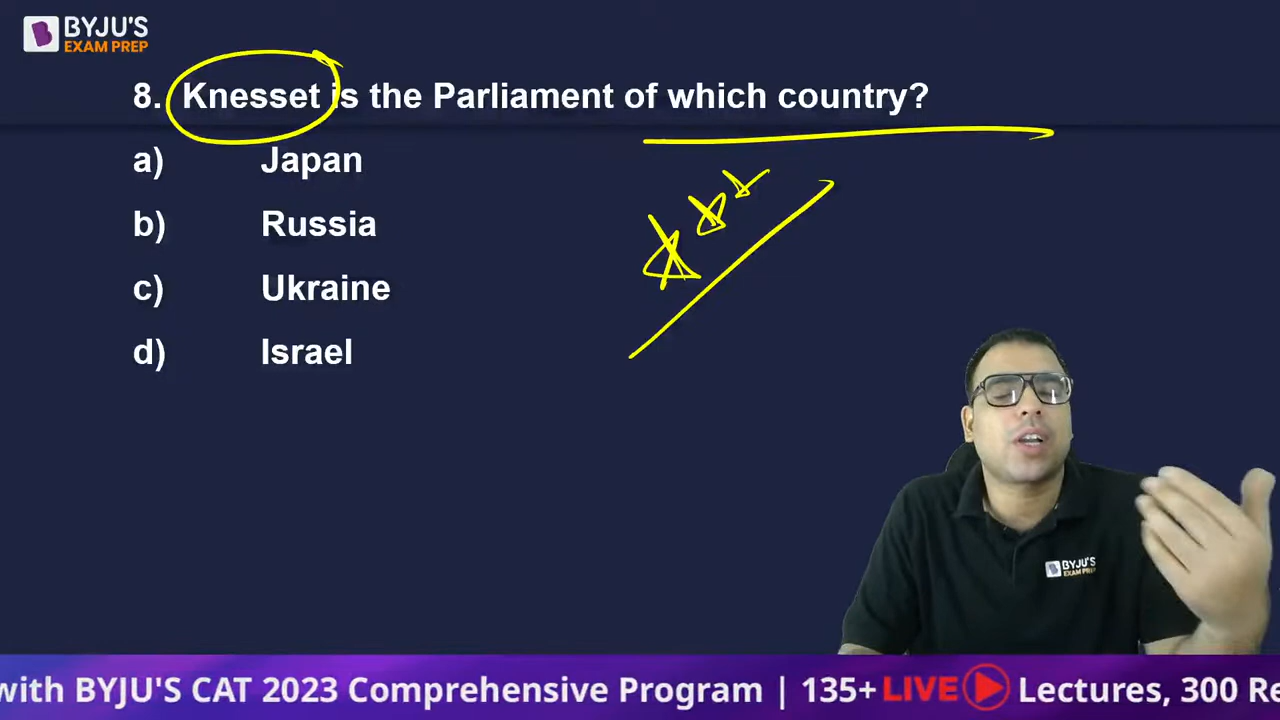 BYJU'S
EXAM PREP
8. Knesset is the Parliament of which country?
a) Japan
b) Russia
c) Ukraine
d) Israel
BYJU'S
EXAM PREP
with BYJU'S CAT 2023 Comprehensive Program | 135+ LIVE Lectures, 300 Re